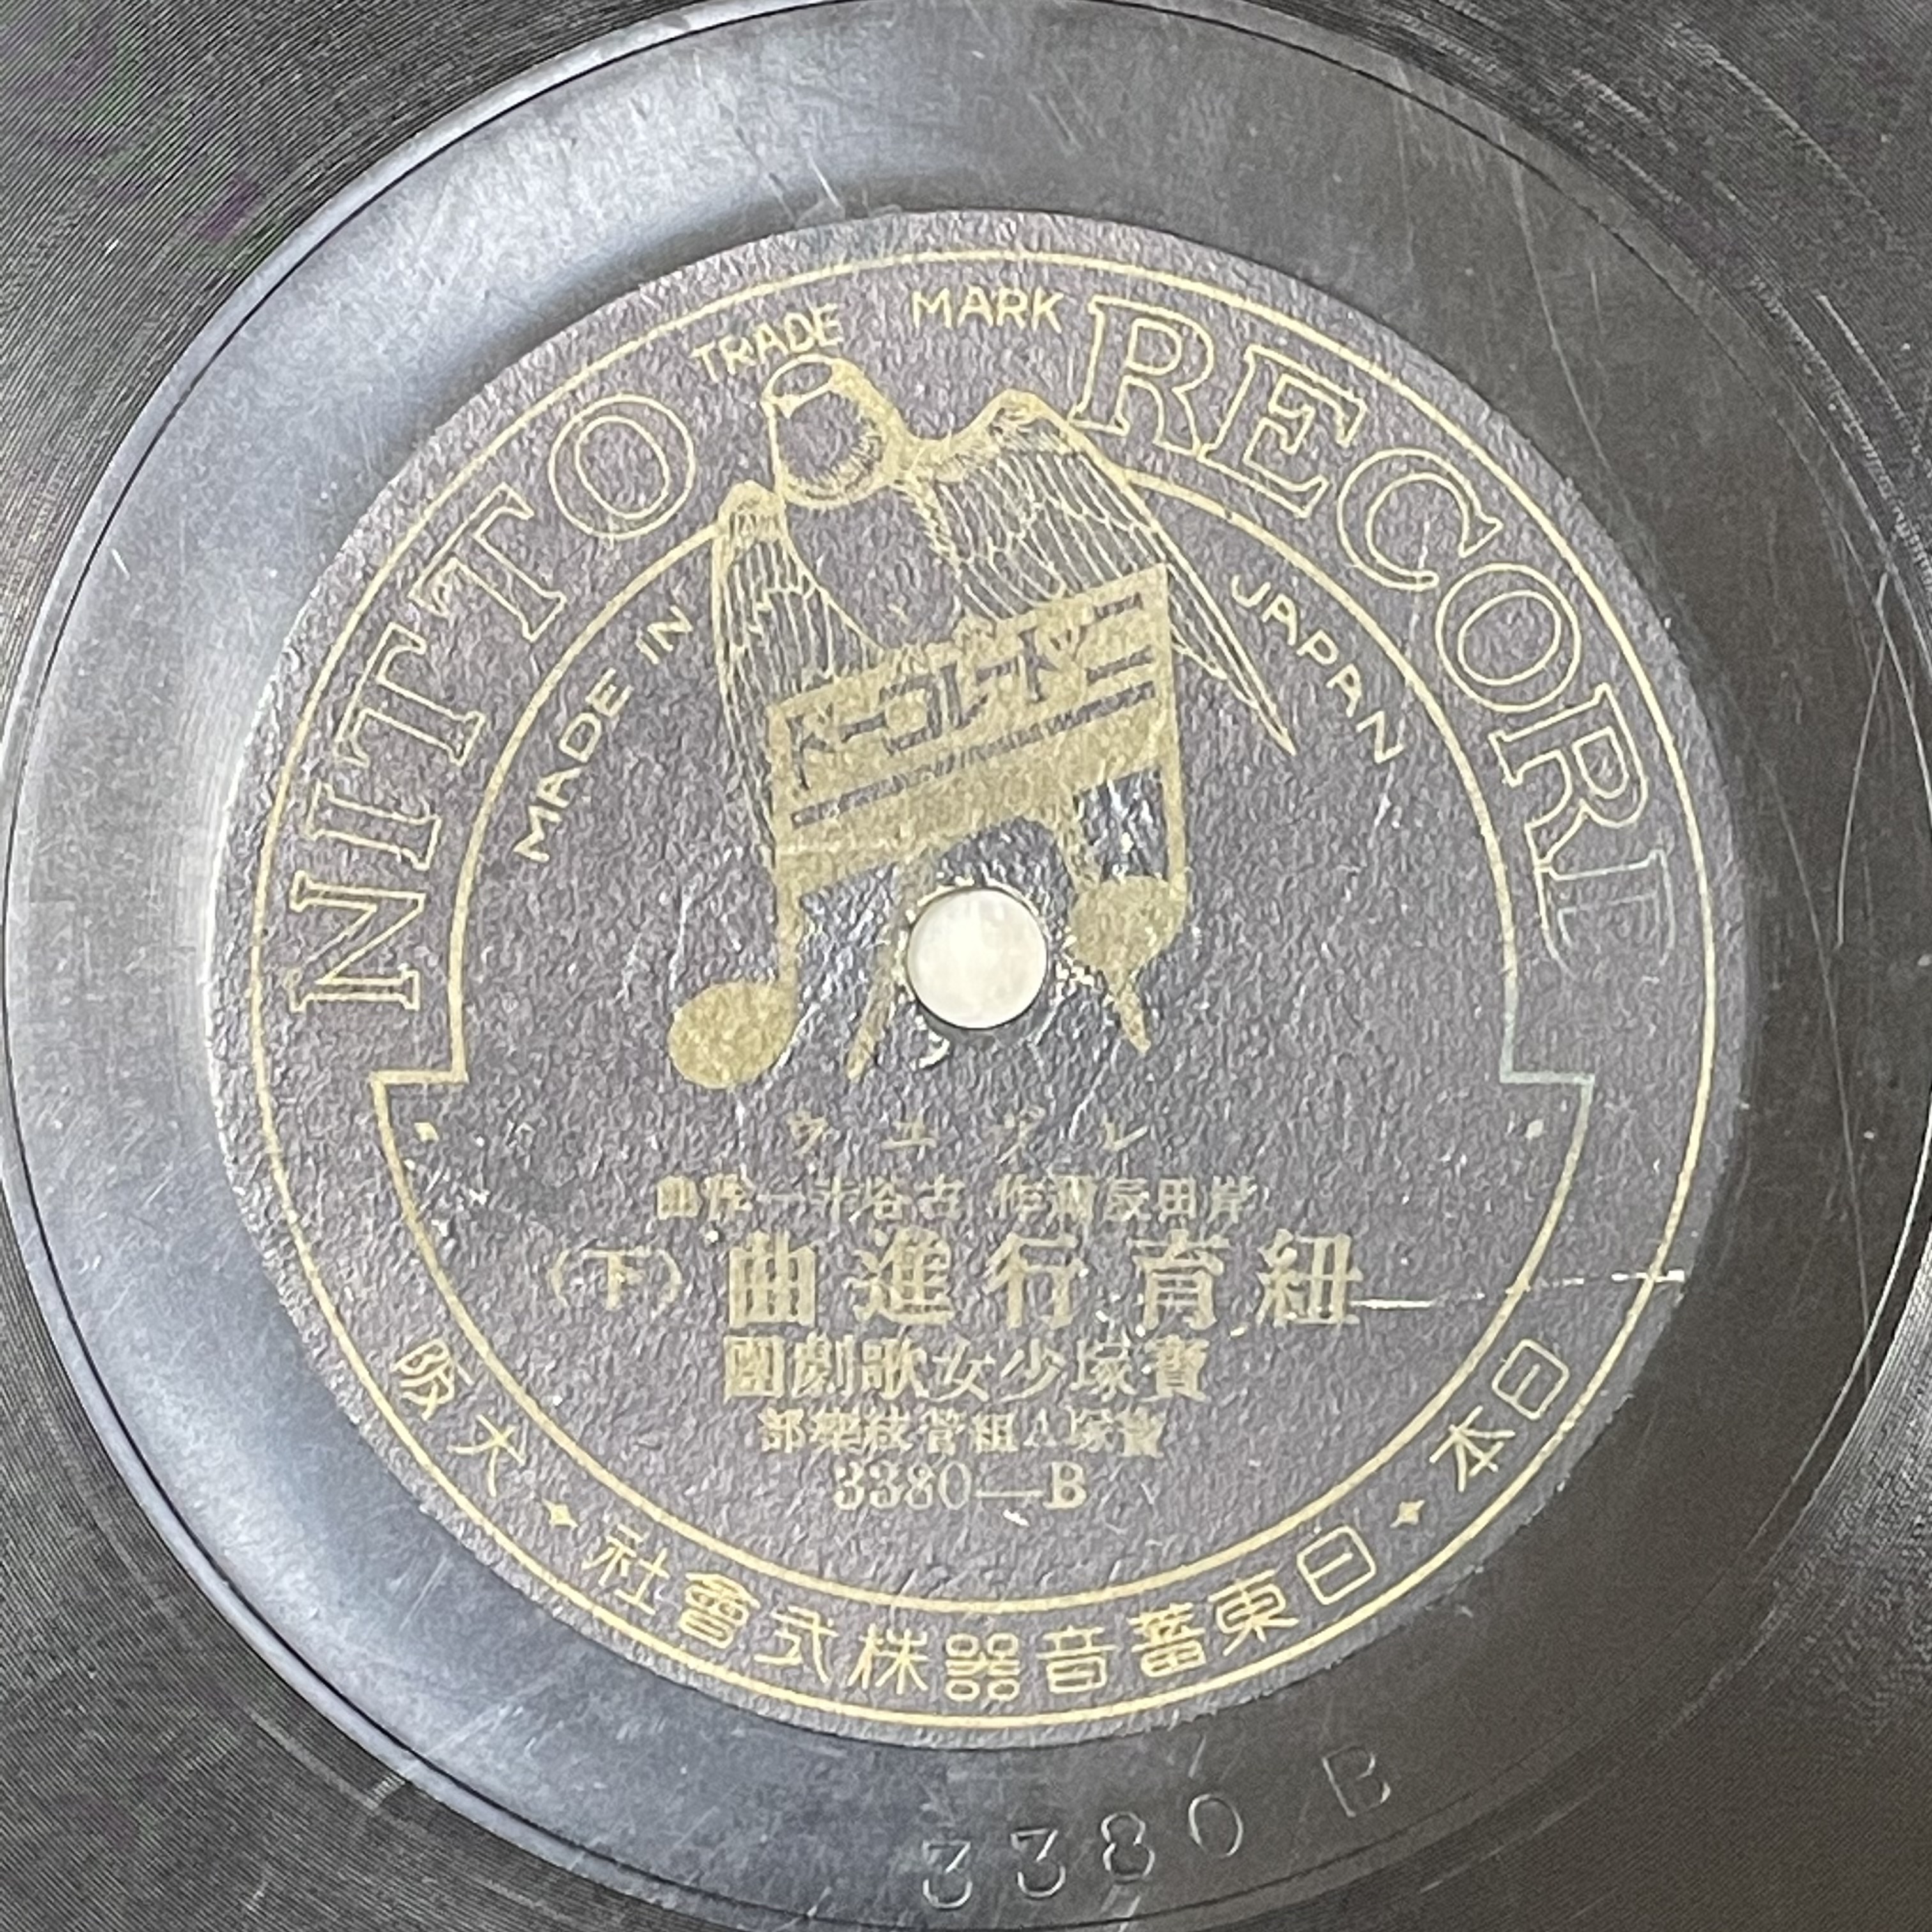 TRADE MARK
NITTO RECORD
MADE IN JAPAN
ニットーレコード
レヴユウ
岸田辰彌作 古谷幸一作曲
紐育行進曲（下）
寶塚少女歌劇團
寶塚A組管絃樂部
3380—B
日本・日東蓄音器株式會社・大阪
3380 B